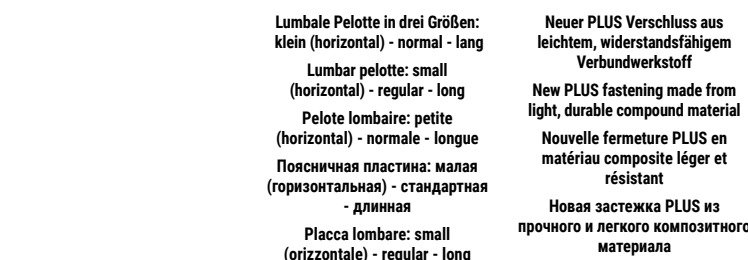 Lumbale Pelotte in drei Größen:
klein (horizontal) - normal - lang
Lumbar pelotte: small
(horizontal) - regular - long
Pelote lombaire: petite
(horizontal) - normale - longue
Поясничная пластина: малая
(горизонтальная) - стандартная
- длинная
Placca lombare: small
(orizzontale) - regular - long
Neuer PLUS Verschluss aus
leichtem, widerstandsfähigem
Verbundwerkstoff
New PLUS fastening made from
light, durable compound material
Nouvelle fermeture PLUS en
matériau composite léger et
résistant
Новая застежка PLUS из
прочного и легкого композитного
материала